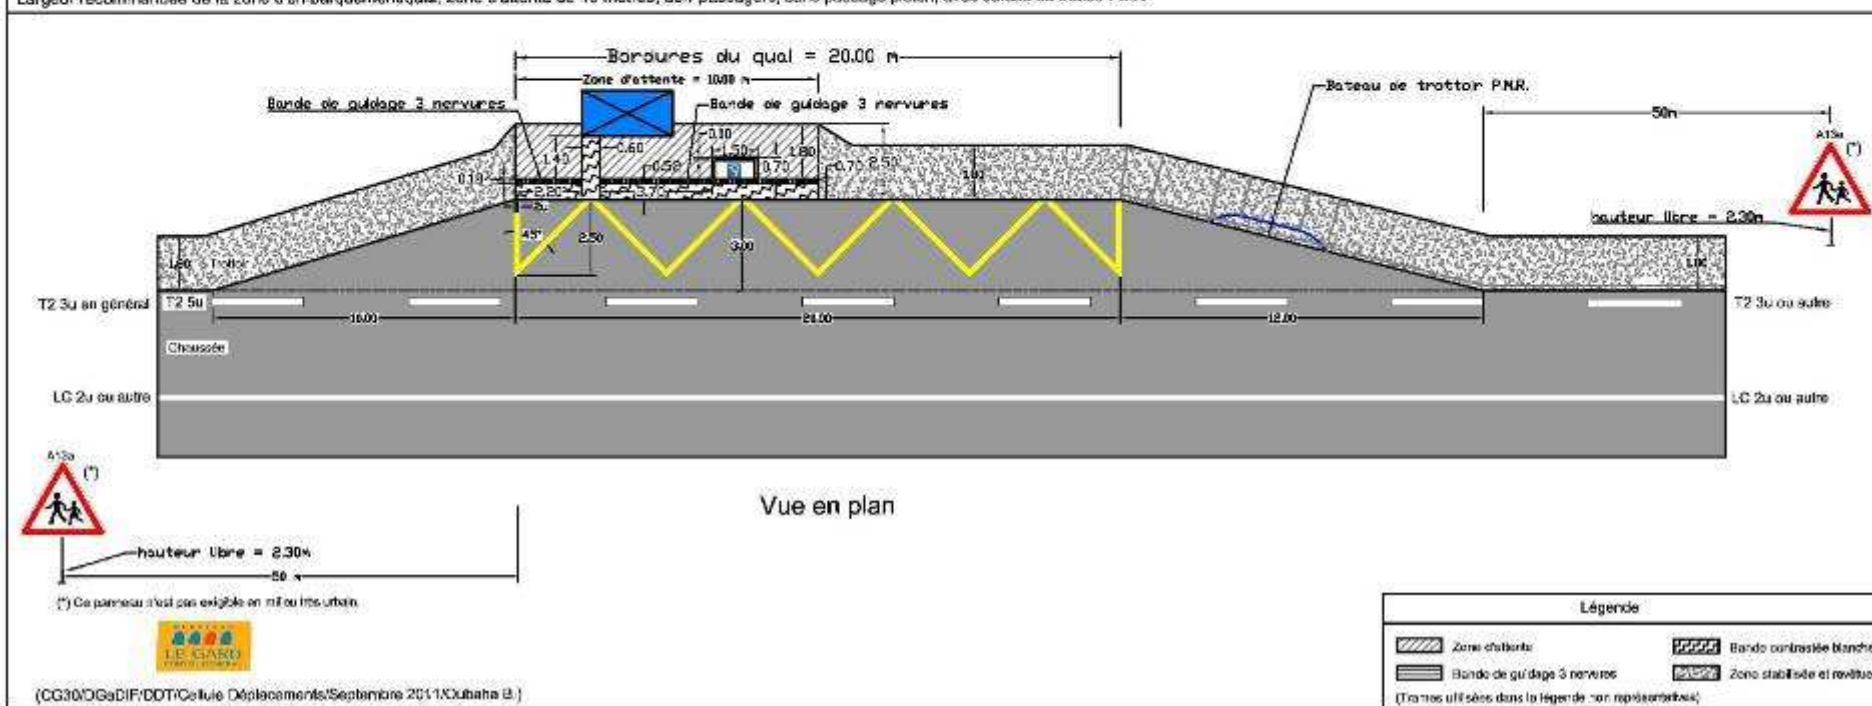 Bordures du quai = 20.00 m
Zone d'attente = 10.00 m
Bande de guidage 3 nervures
Bande de guidage 3 nervures
Bateau de trottoir P.M.R.
50m
A13a
(*)
hauteur libre = 2.30m
0.60
1.40
1.50
1.80
2.50
0.70
0.70
2.20
45°
2.50
3.00
Trottoir
T2 3u en général
T2 5u
T2 3u ou autre
20.00
12.00
Chaussée
LC 2u ou autre
LC 2u ou autre
A13a
(*)
Vue en plan
hauteur libre = 2.30m
50 m
(*) Ce panneau n'est pas exigible en milieu très urbain.
LE GARD
(CG30/DGaDIF/DDT/Cellule Déplacements/Septembre 2011/Oubaha B.)
Légende
Zone d'attente
Bande contrastée blanche
Bande de guidage 3 nervures
Zone stabilisée et revêtue
(Trames utilisées dans la légende non représentatives)